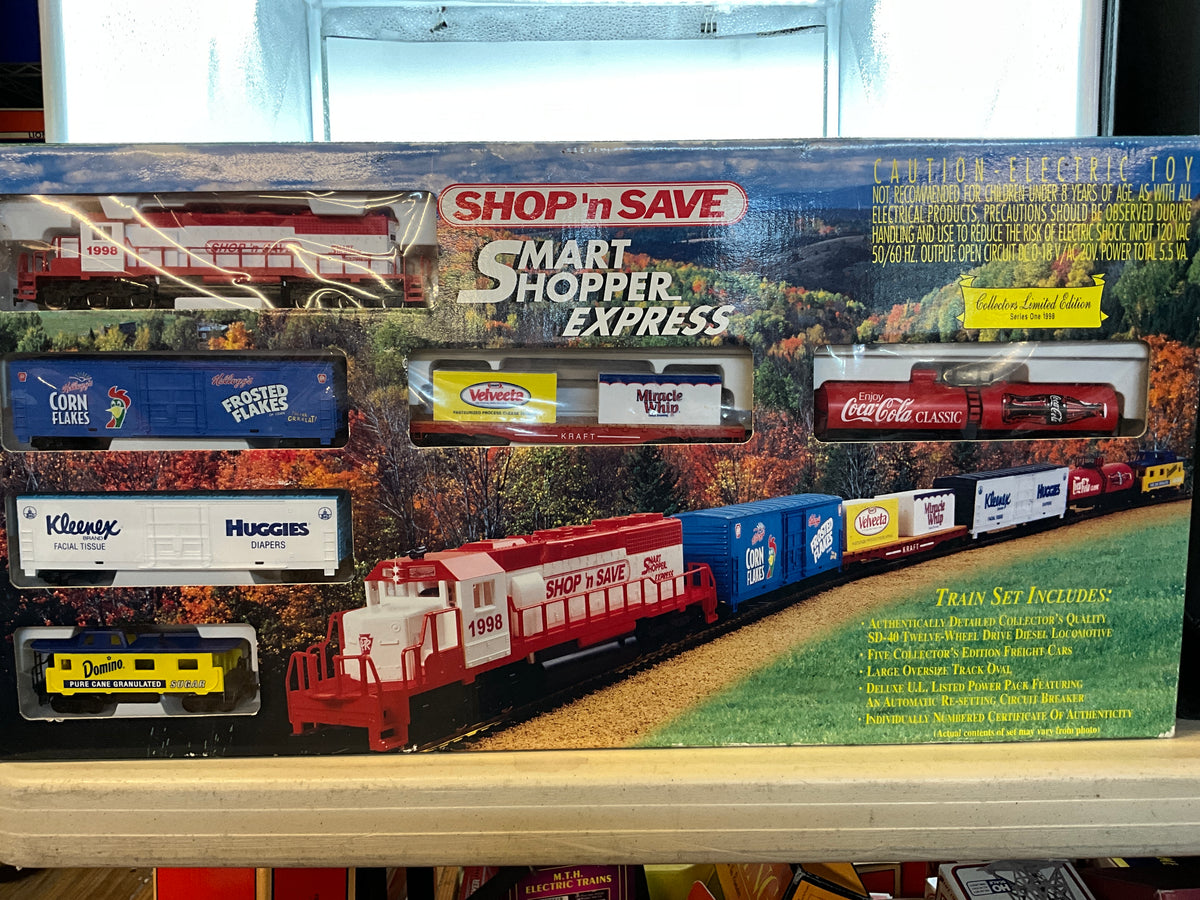 SHOP 'n SAVE
SMART
SHOPPER
EXPRESS
CAUTION-ELECTRIC TOY
NOT RECOMMENDED FOR CHILDREN UNDER 8 YEARS OF AGE. AS WITH ALL
ELECTRICAL PRODUCTS, PRECAUTIONS SHOULD BE OBSERVED DURING
HANDLING AND USE TO REDUCE THE RISK OF ELECTRIC SHOCK. INPUT 120 VAC
50/60 HZ. OUTPUT: OPEN CIRCUIT DC 0-18 V/AC 20V. POWER TOTAL 5.5 VA.
Collectors Limited Edition
Series One 1998
1998
SHOP 'n SAVE
Kellogg's
CORN
FLAKES
Kellogg's
FROSTED
FLAKES
Kraft
Velveeta
PASTEURIZED PROCESS CHEESE
Miracle
Whip
KRAFT
Enjoy
Coca-Cola CLASSIC
Coca-Cola
Kleenex
BRAND
FACIAL TISSUE
HUGGIES
DIAPERS
Domino
PURE CANE GRANULATED SUGAR
1998
SHOP 'n SAVE
SMART
SHOPPER
EXPRESS
CORN
FLAKES
FROSTED
FLAKES
Velveeta
Miracle
Whip
KRAFT
Kleenex
HUGGIES
TRAIN SET INCLUDES:
· AUTHENTICALLY DETAILED COLLECTOR'S QUALITY
SD-40 TWELVE-WHEEL DRIVE DIESEL LOCOMOTIVE
· FIVE COLLECTOR'S EDITION FREIGHT CARS
· LARGE OVERSIZE TRACK OVAL
· DELUXE U.L. LISTED POWER PACK FEATURING
AN AUTOMATIC RE-SETTING CIRCUIT BREAKER
· INDIVIDUALLY NUMBERED CERTIFICATE OF AUTHENTICITY
(Actual contents of set may vary from photo)
M.T.H.
ELECTRIC TRAINS
HO